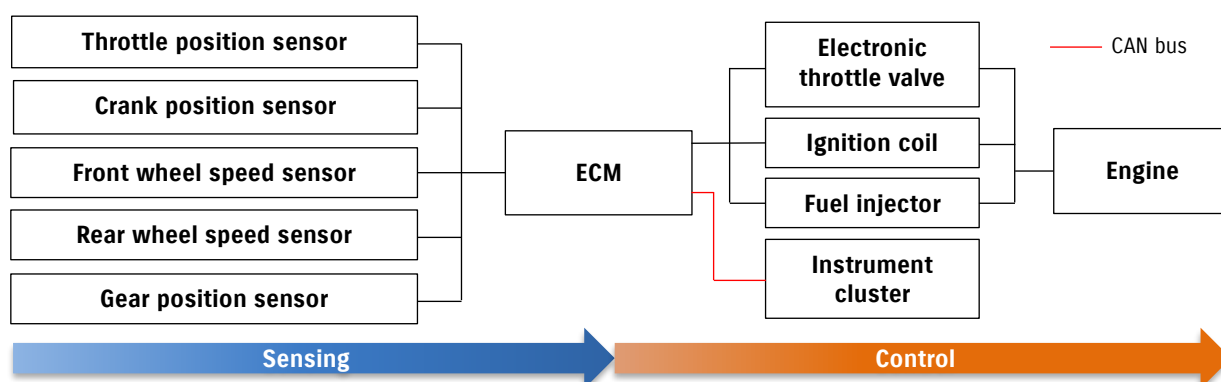 Throttle position sensor
Crank position sensor
Front wheel speed sensor
Rear wheel speed sensor
Gear position sensor
ECM
Electronic
throttle valve
Ignition coil
Fuel injector
Instrument
cluster
Engine
CAN bus
Sensing
Control